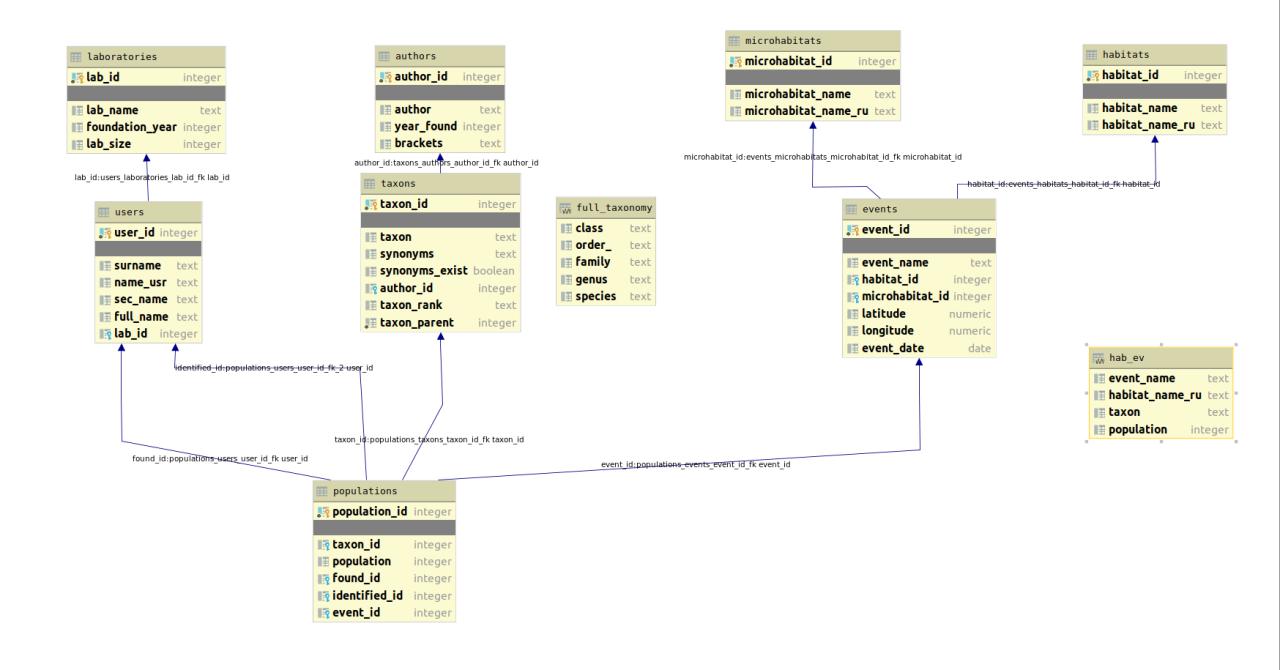 laboratories
lab_id integer
lab_name text
foundation_year integer
lab_size integer
authors
author_id integer
author text
year_found integer
brackets text
microhabitats
microhabitat_id integer
microhabitat_name text
microhabitat_name_ru text
habitats
habitat_id integer
habitat_name text
habitat_name_ru text
lab_id:users_laboratories_lab_id_fk lab_id
author_id:taxons_authors_author_id_fk author_id
microhabitat_id:events_microhabitats_microhabitat_id_fk microhabitat_id
habitat_id:events_habitats_habitat_id_fk habitat_id
users
user_id integer
surname text
name_usr text
sec_name text
full_name text
lab_id integer
taxons
taxon_id integer
taxon text
synonyms text
synonyms_exist boolean
author_id integer
taxon_rank text
taxon_parent integer
full_taxonomy
class text
order_ text
family text
genus text
species text
events
event_id integer
event_name text
habitat_id integer
microhabitat_id integer
latitude numeric
longitude numeric
event_date date
hab_ev
event_name text
habitat_name_ru text
taxon text
population integer
identified_id:populations_users_user_id_fk_2 user_id
taxon_id:populations_taxons_taxon_id_fk taxon_id
found_id:populations_users_user_id_fk user_id
event_id:populations_events_event_id_fk event_id
populations
population_id integer
taxon_id integer
population integer
found_id integer
identified_id integer
event_id integer